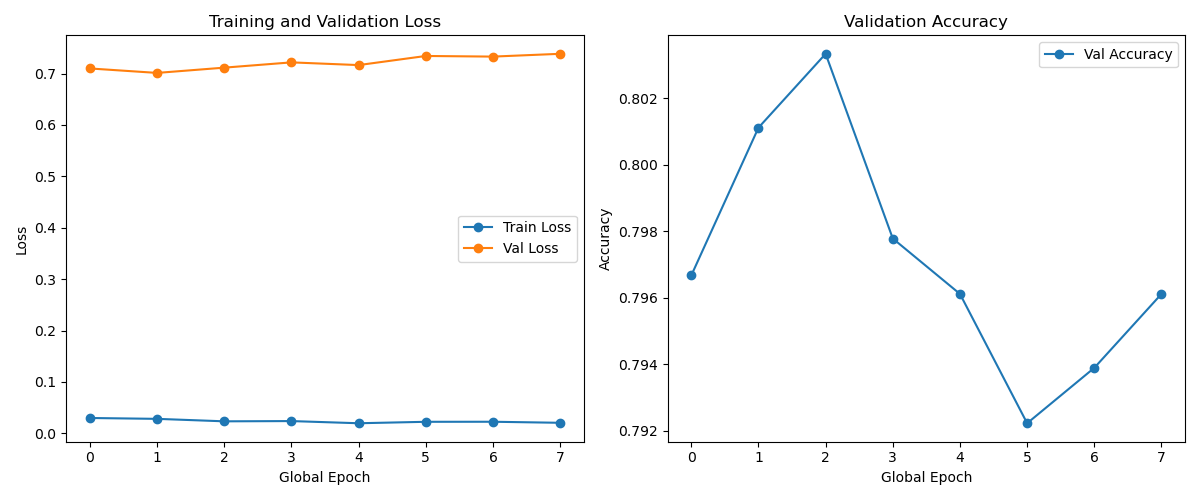 Training and Validation Loss
Loss
0.7
0.6
0.5
0.4
0.3
0.2
0.1
0.0
Train Loss
Val Loss
0 1 2 3 4 5 6 7
Global Epoch
Validation Accuracy
Accuracy
0.802
0.800
0.798
0.796
0.794
0.792
Val Accuracy
0 1 2 3 4 5 6 7
Global Epoch